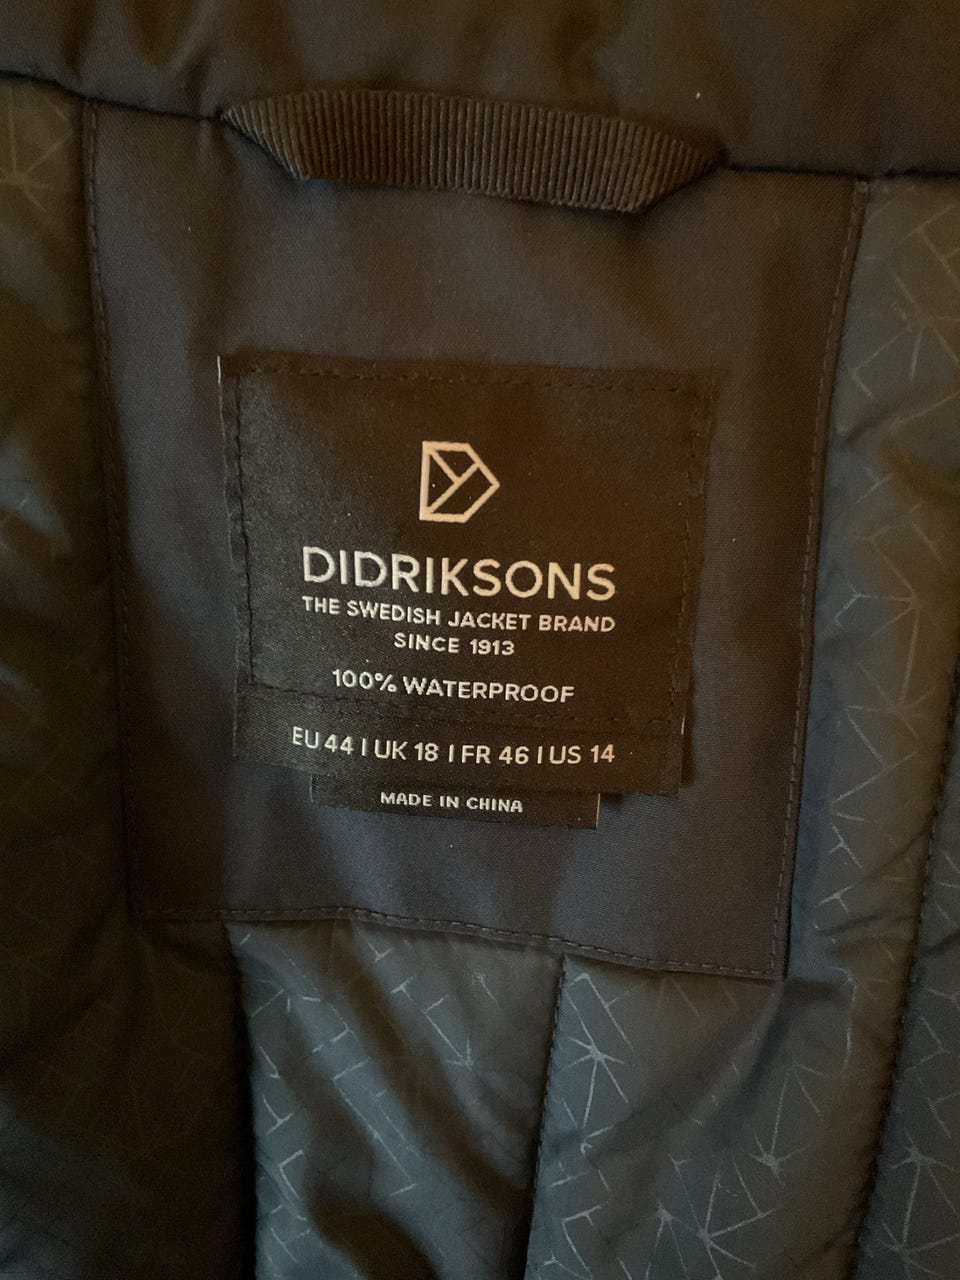 DIDRIKSONS
THE SWEDISH JACKET BRAND
SINCE 1913
100% WATERPROOF
EU 44 I UK 18 I FR 46 I US 14
MADE IN CHINA